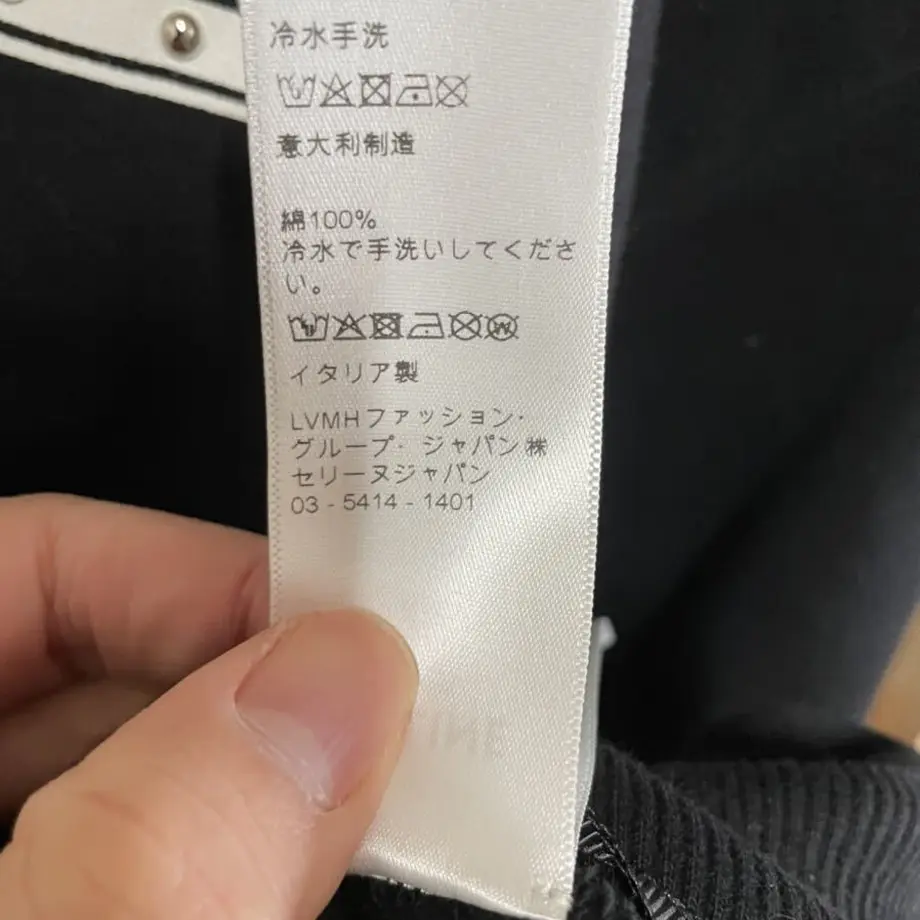 冷水手洗
意大利制造
綿100%
冷水で手洗いしてくださ
い。
イタリア製
LVMHファッション・
グループ・ジャパン㈱
セリーヌジャパン
03 - 5414 - 1401